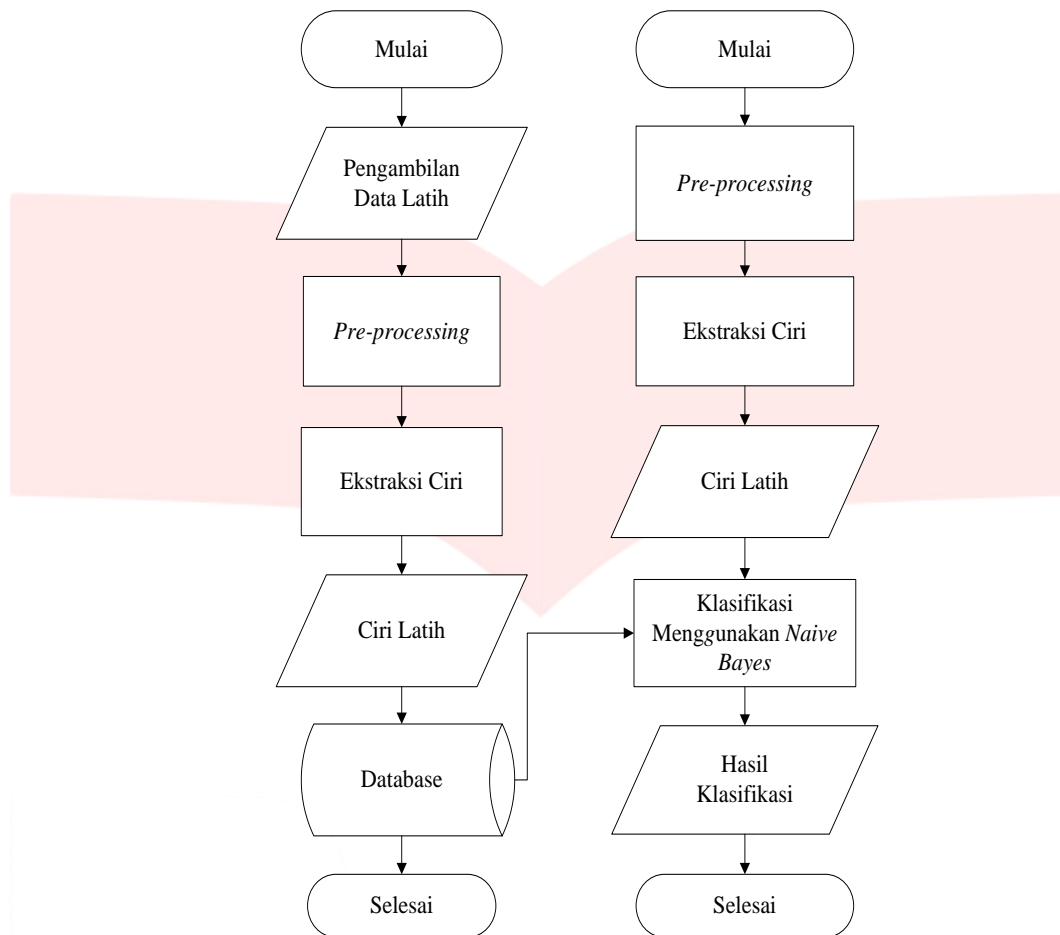 Mulai
Pengambilan
Data Latih
Pre-processing
Ekstraksi Ciri
Ciri Latih
Database
Selesai
Mulai
Pre-processing
Ekstraksi Ciri
Ciri Latih
Klasifikasi
Menggunakan Naive
Bayes
Hasil
Klasifikasi
Selesai